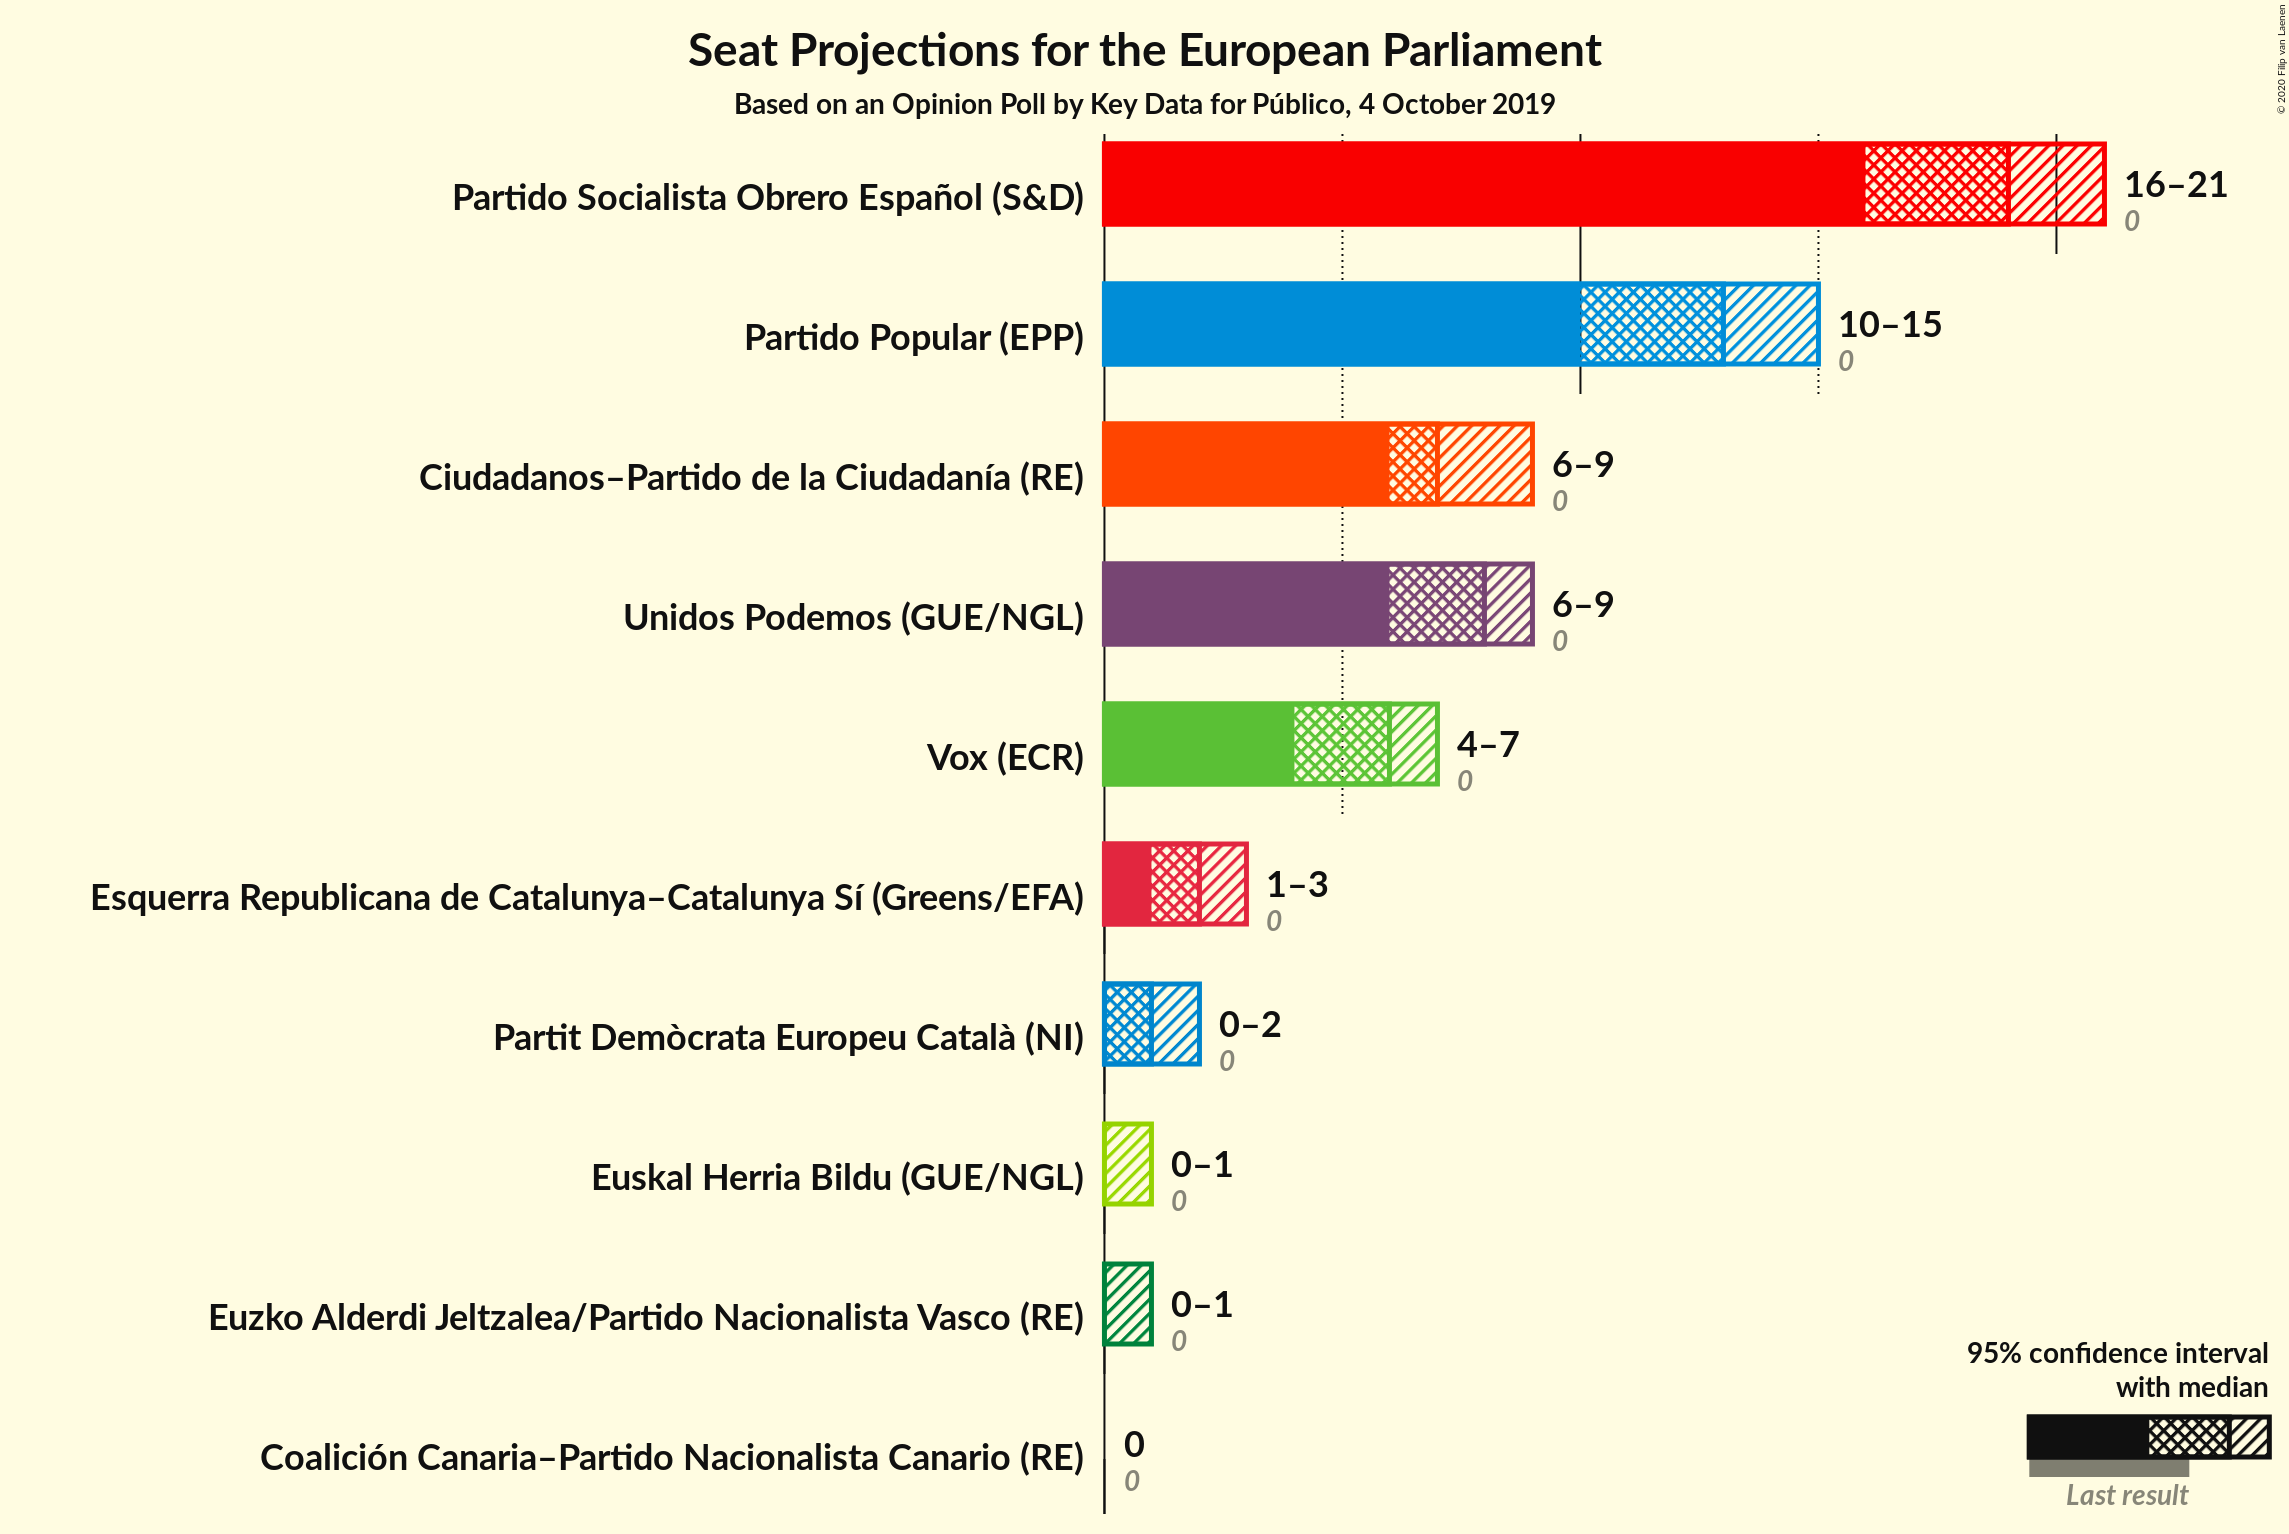 Seat Projections for the European Parliament
Based on an Opinion Poll by Key Data for Público, 4 October 2019
© 2020 Filip van Laenen
Partido Socialista Obrero Español (S&D)
16–21
0
Partido Popular (EPP)
10–15
0
Ciudadanos–Partido de la Ciudadanía (RE)
6–9
0
Unidos Podemos (GUE/NGL)
6–9
0
Vox (ECR)
4–7
0
Esquerra Republicana de Catalunya–Catalunya Sí (Greens/EFA)
1–3
0
Partit Demòcrata Europeu Català (NI)
0–2
0
Euskal Herria Bildu (GUE/NGL)
0–1
0
Euzko Alderdi Jeltzalea/Partido Nacionalista Vasco (RE)
0–1
0
Coalición Canaria–Partido Nacionalista Canario (RE)
0
0
95% confidence interval
with median
Last result